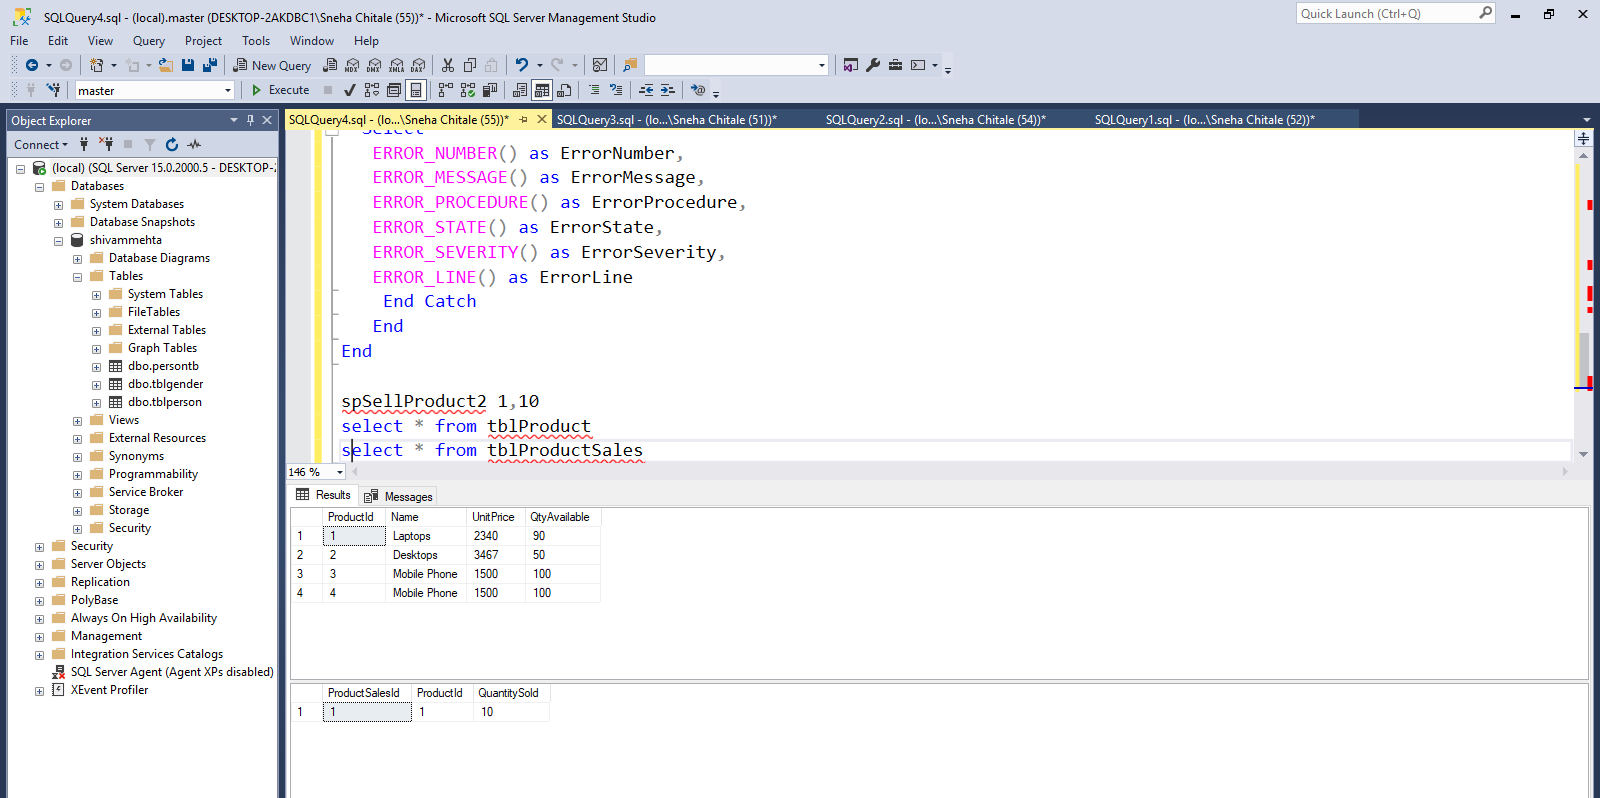 SQLQuery4.sql - (local).master (DESKTOP-2AKDBC1\Sneha Chitale (55))* - Microsoft SQL Server Management Studio
Quick Launch (Ctrl+Q)
File Edit View Query Project Tools Window Help
New Query MDX DMX XMLA DAX
master Execute
Object Explorer
Connect
(local) (SQL Server 15.0.2000.5 - DESKTOP-2
Databases
System Databases
Database Snapshots
shivammehta
Database Diagrams
Tables
System Tables
FileTables
External Tables
Graph Tables
dbo.persontb
dbo.tblgender
dbo.tblperson
Views
External Resources
Synonyms
Programmability
Service Broker
Storage
Security
Security
Server Objects
Replication
PolyBase
Always On High Availability
Management
Integration Services Catalogs
SQL Server Agent (Agent XPs disabled)
XEvent Profiler
SQLQuery4.sql - (lo...\Sneha Chitale (55))* SQLQuery3.sql - (lo...\Sneha Chitale (51))* SQLQuery2.sql - (lo...\Sneha Chitale (54))* SQLQuery1.sql - (lo...\Sneha Chitale (52))*
Select
ERROR_NUMBER() as ErrorNumber,
ERROR_MESSAGE() as ErrorMessage,
ERROR_PROCEDURE() as ErrorProcedure,
ERROR_STATE() as ErrorState,
ERROR_SEVERITY() as ErrorSeverity,
ERROR_LINE() as ErrorLine
End Catch
End
End
spSellProduct2 1,10
select * from tblProduct
select * from tblProductSales
146 %
Results Messages
ProductId Name UnitPrice QtyAvailable
1 1 Laptops 2340 90
2 2 Desktops 3467 50
3 3 Mobile Phone 1500 100
4 4 Mobile Phone 1500 100
ProductSalesId ProductId QuantitySold
1 1 1 10